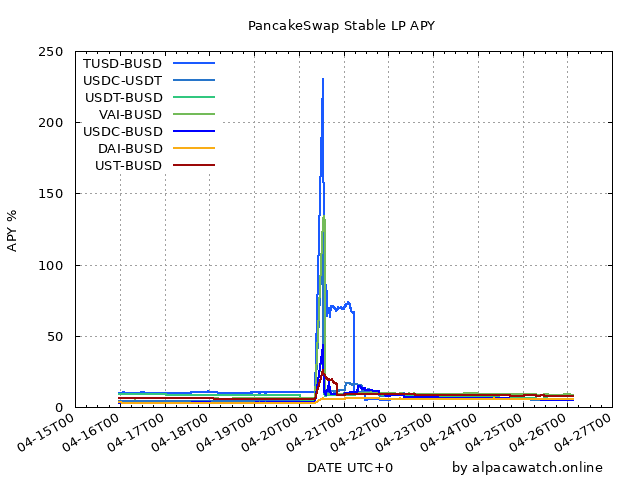 PancakeSwap Stable LP APY
250
200
150
100
50
0
APY %
TUSD-BUSD
USDC-USDT
USDT-BUSD
VAI-BUSD
USDC-BUSD
DAI-BUSD
UST-BUSD
04-15T00
04-16T00
04-17T00
04-18T00
04-19T00
04-20T00
04-21T00
04-22T00
04-23T00
04-24T00
04-25T00
04-26T00
04-27T00
DATE UTC+0
by alpacawatch.online